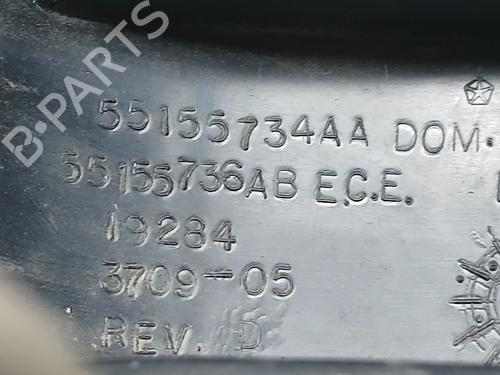 B-PARTS
55155734AA DOM.
55155736AB E.C.E.
19284
3709-05
REV. D